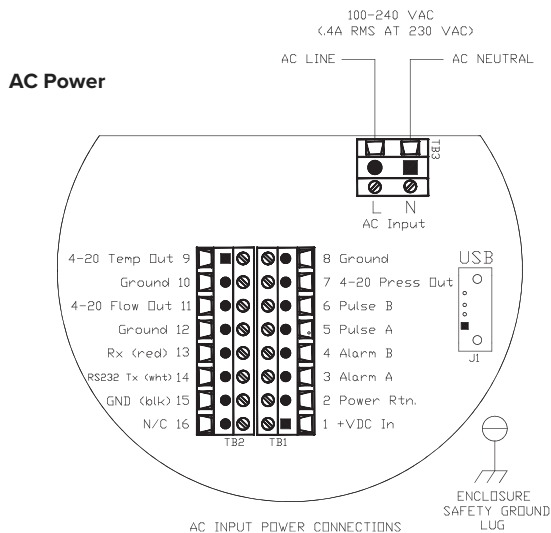 100-240 VAC
(.4A RMS AT 230 VAC)
AC LINE
AC NEUTRAL
AC Power
TB3
L N
AC Input
4-20 Temp Out 9
8 Ground
USB
Ground 10
7 4-20 Press Out
4-20 Flow Out 11
6 Pulse B
Ground 12
5 Pulse A
Rx (red) 13
4 Alarm B
J1
RS232 Tx (wht) 14
3 Alarm A
GND (blk) 15
2 Power Rtn.
N/C 16
1 +VDC In
TB2 TB1
ENCLOSURE
SAFETY GROUND
LUG
AC INPUT POWER CONNECTIONS